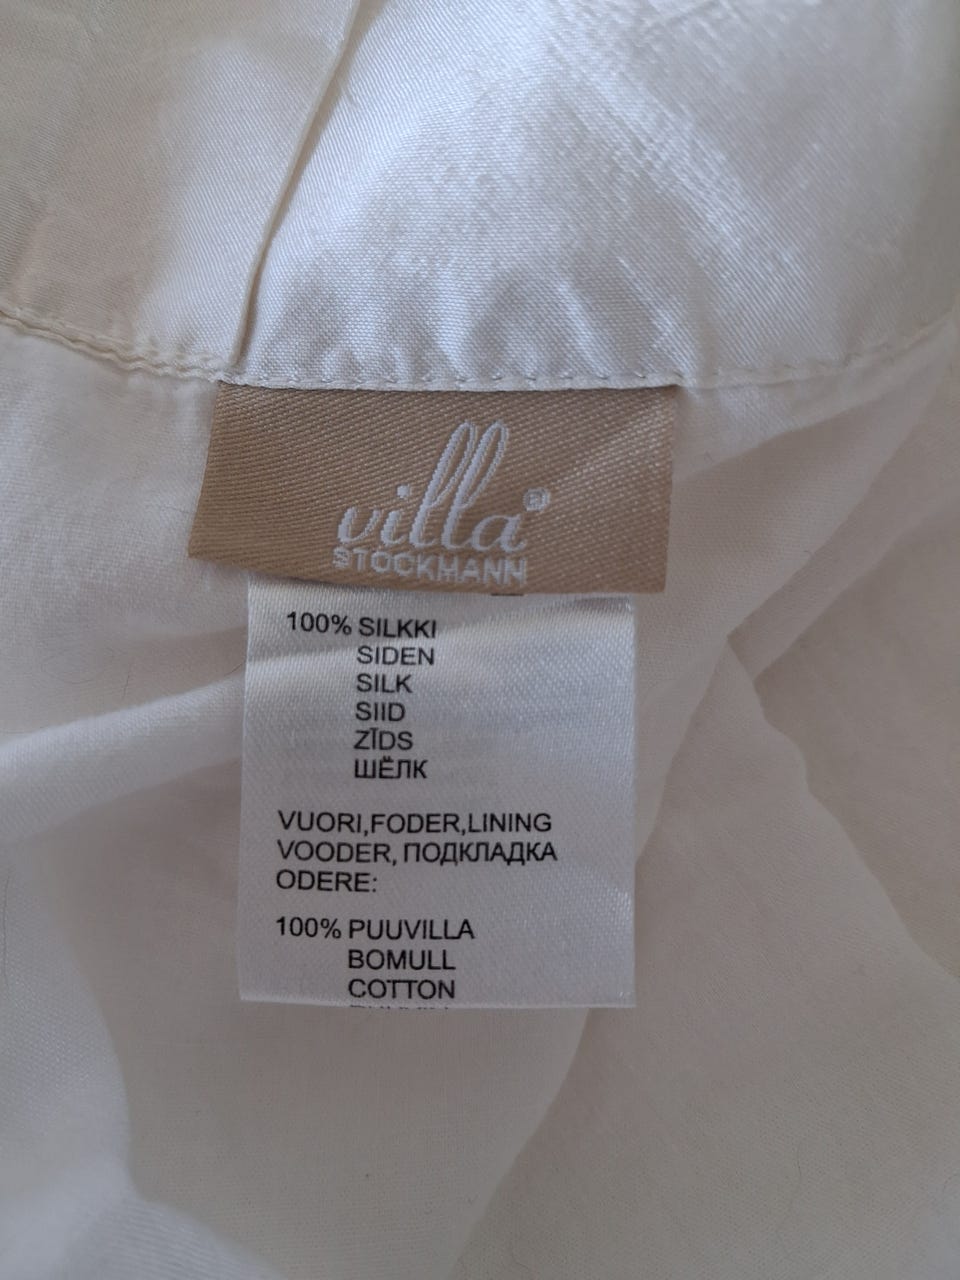 villa®
STOCKMANN
100% SILKKI
SIDEN
SILK
SIID
ZĪDS
ШЁЛК
VUORI,FODER,LINING
VOODER, ПОДКЛАДКА
ODERE:
100% PUUVILLA
BOMULL
COTTON